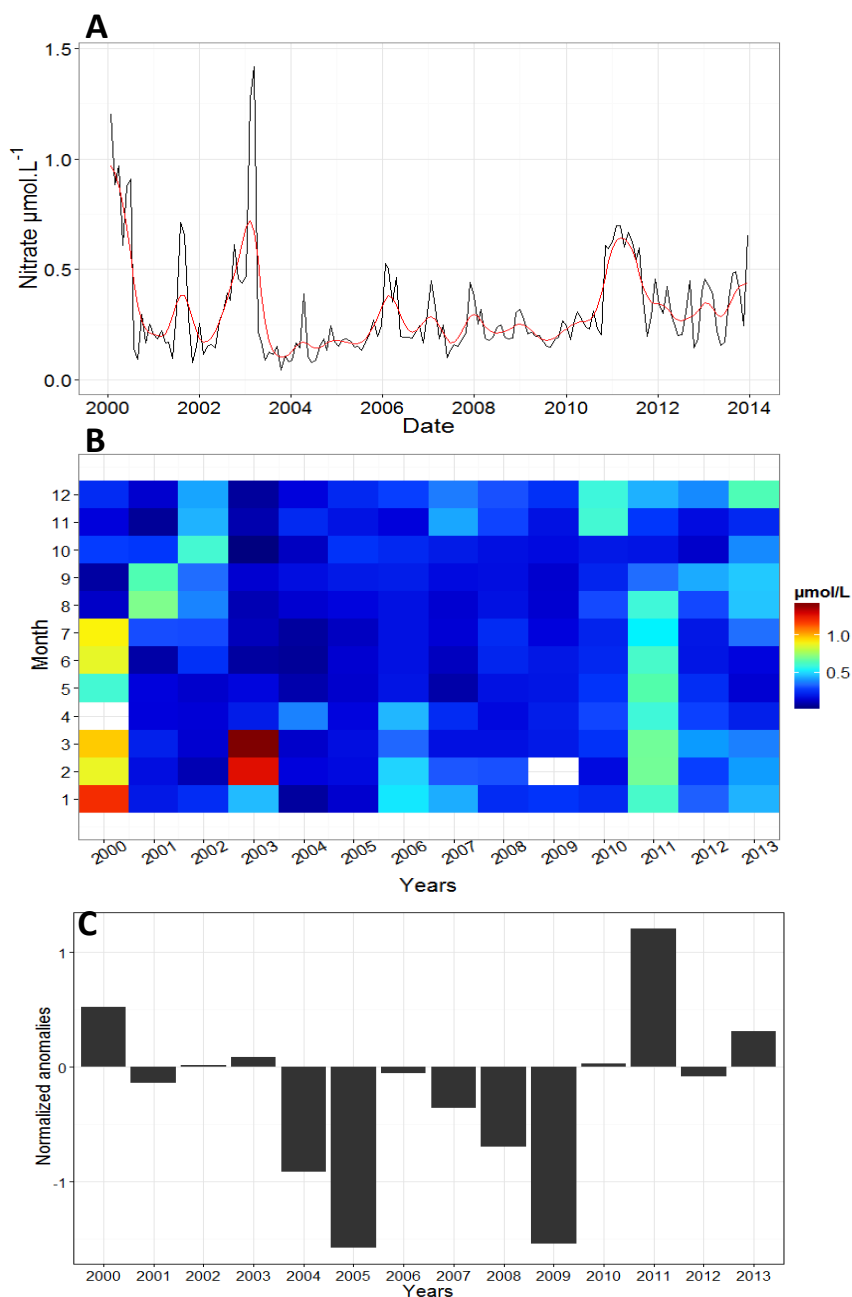 A
1.5
1.0
0.5
0.0
Nitrate µmol.L⁻¹
2000 2002 2004 2006 2008 2010 2012 2014
Date
B
12
11
10
9
8
7
6
5
4
3
2
1
Month
2000 2001 2002 2003 2004 2005 2006 2007 2008 2009 2010 2011 2012 2013
Years
µmol/L
1.0
0.5
C
1
0
-1
Normalized anomalies
2000 2001 2002 2003 2004 2005 2006 2007 2008 2009 2010 2011 2012 2013
Years